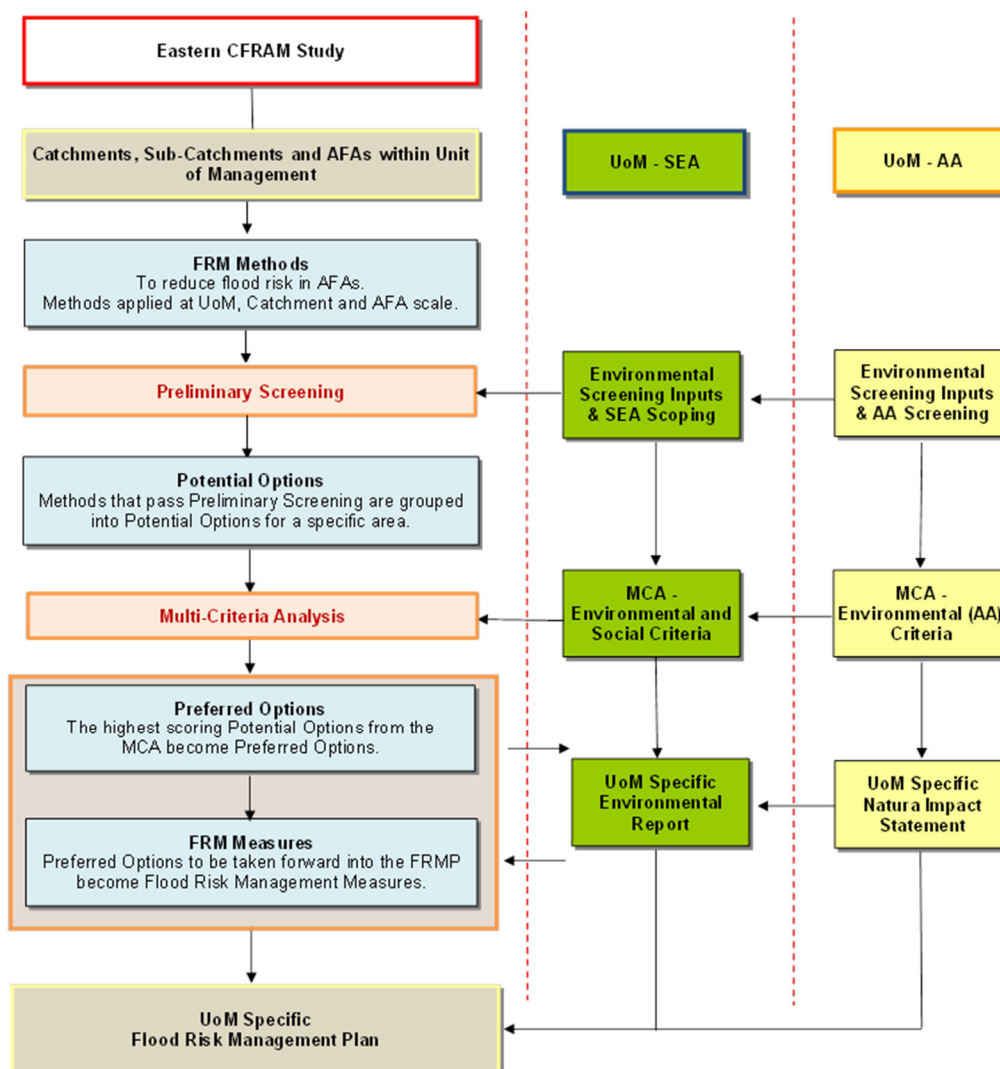 Eastern CFRAM Study
Catchments, Sub-Catchments and AFAs within Unit
of Management
UoM - SEA
UoM - AA
FRM Methods
To reduce flood risk in AFAs.
Methods applied at UoM, Catchment and AFA scale.
Preliminary Screening
Environmental
Screening Inputs
& SEA Scoping
Environmental
Screening Inputs
& AA Screening
Potential Options
Methods that pass Preliminary Screening are grouped
into Potential Options for a specific area.
Multi-Criteria Analysis
MCA -
Environmental and
Social Criteria
MCA -
Environmental (AA)
Criteria
Preferred Options
The highest scoring Potential Options from the
MCA become Preferred Options.
UoM Specific
Environmental
Report
UoM Specific
Natura Impact
Statement
FRM Measures
Preferred Options to be taken forward into the FRMP
become Flood Risk Management Measures.
UoM Specific
Flood Risk Management Plan